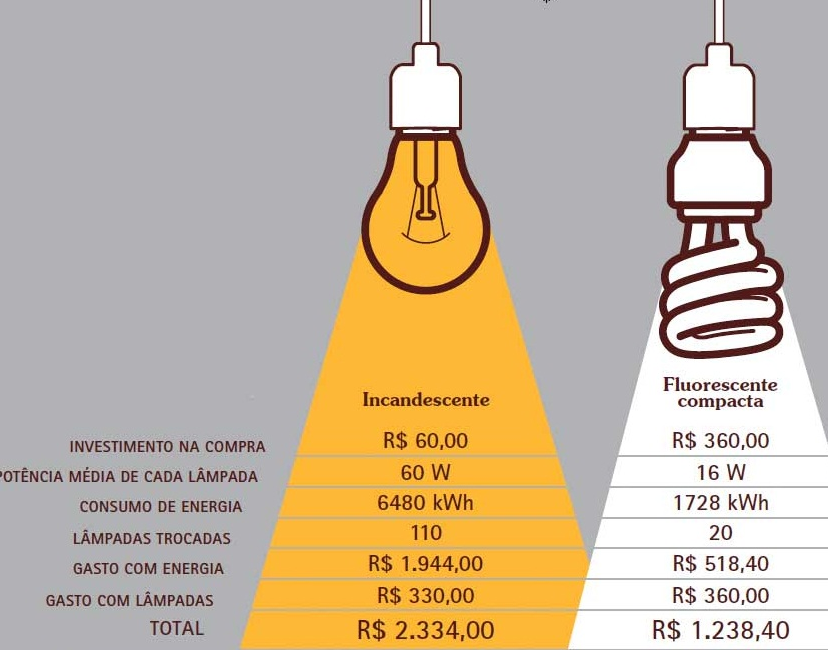 *
Incandescente
Fluorescente
compacta
INVESTIMENTO NA COMPRA R$ 60,00 R$ 360,00
POTÊNCIA MÉDIA DE CADA LÂMPADA 60 W 16 W
CONSUMO DE ENERGIA 6480 kWh 1728 kWh
LÂMPADAS TROCADAS 110 20
GASTO COM ENERGIA R$ 1.944,00 R$ 518,40
GASTO COM LÂMPADAS R$ 330,00 R$ 360,00
TOTAL R$ 2.334,00 R$ 1.238,40